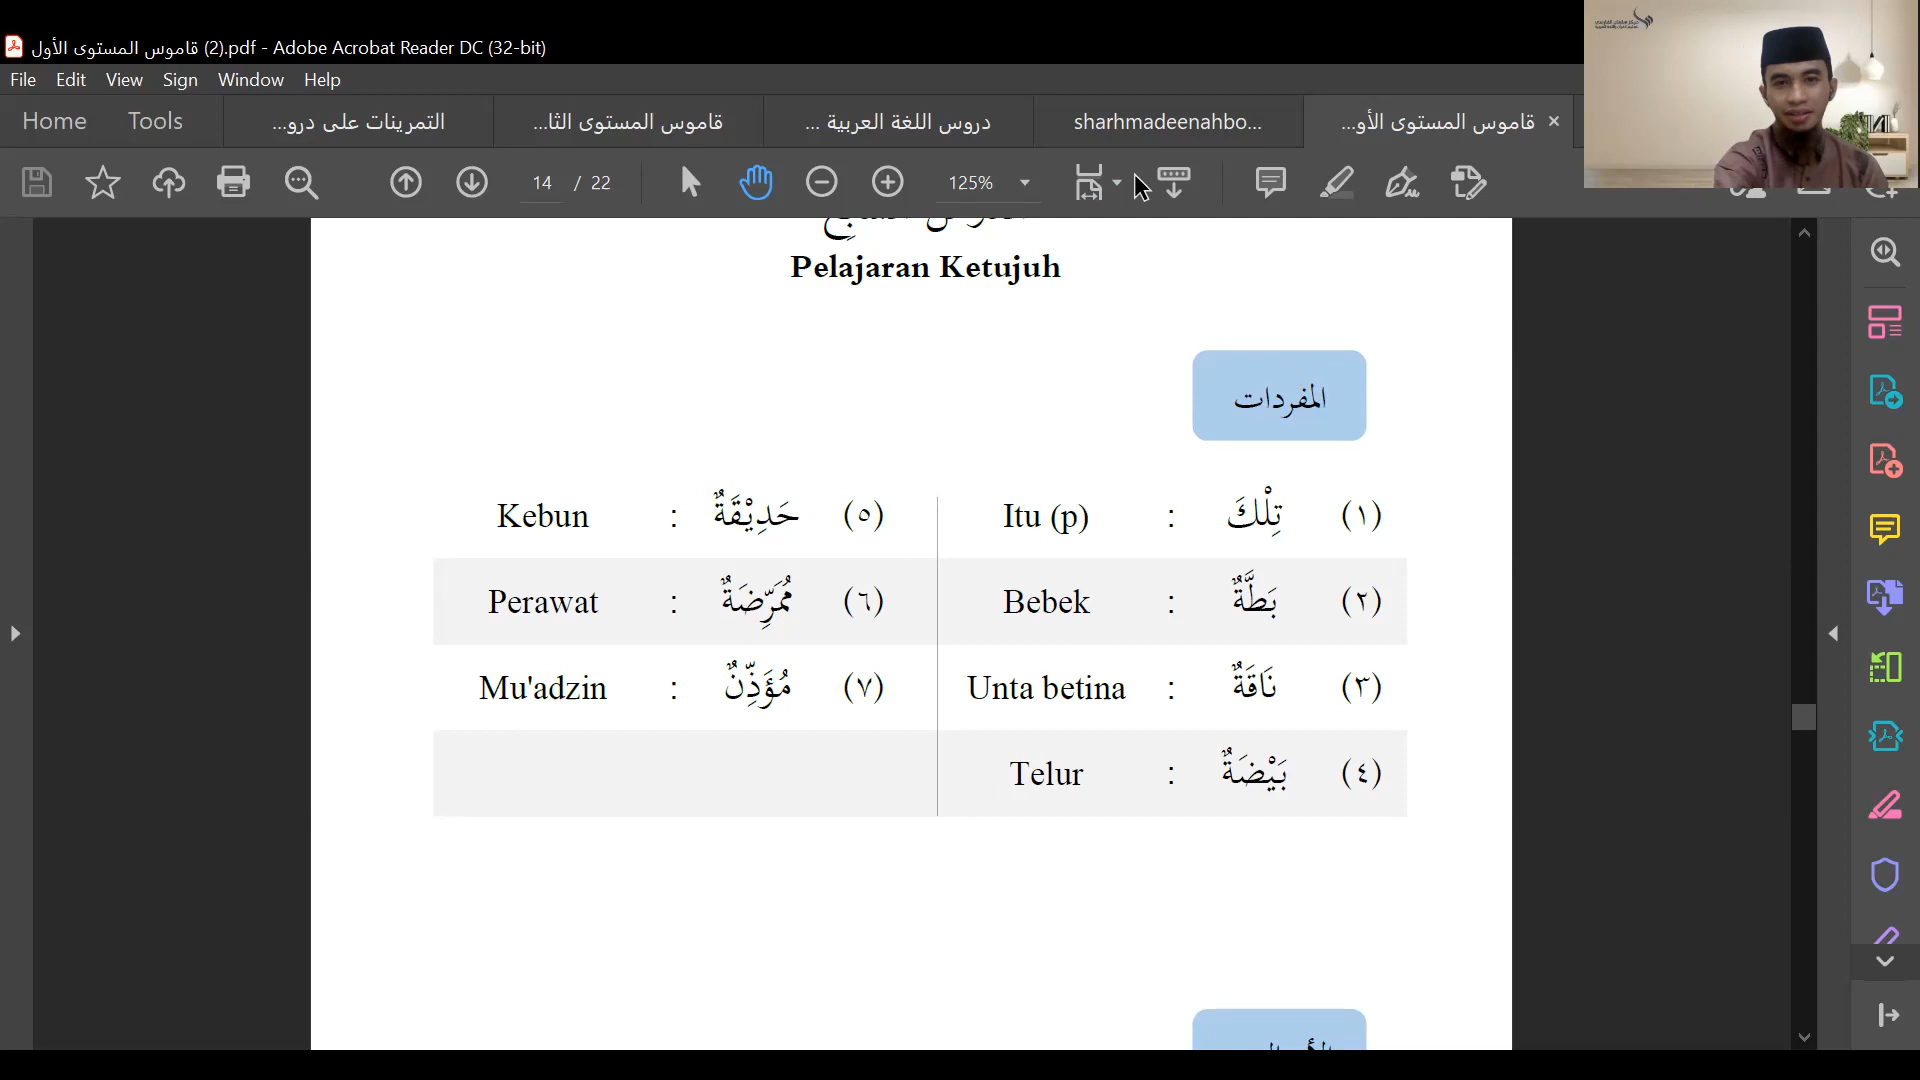 قاموس المستوى الأول (2).pdf - Adobe Acrobat Reader DC (32-bit)
File Edit View Sign Window Help
Home Tools التمرينات على درو... قاموس المستوى الثا... دروس اللغة العربية ... sharhmadeenahbo... قاموس المستوى الأو...
14 / 22 125%
Pelajaran Ketujuh
المفردات
(١) تِلْكَ : Itu (p) (٥) حَدِيْقَةٌ : Kebun
(٢) بَطَّةٌ : Bebek (٦) مُمَرِّضَةٌ : Perawat
(٣) نَاقَةٌ : Unta betina (٧) مُؤَذِّنٌ : Mu'adzin
(٤) بَيْضَةٌ : Telur